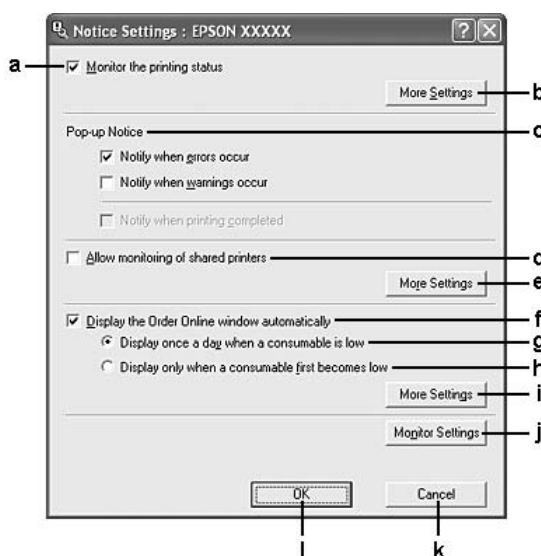 Notice Settings : EPSON XXXXX
a
Monitor the printing status
More Settings
b
Pop-up Notice
c
Notify when errors occur
Notify when warnings occur
Notify when printing completed
Allow monitoring of shared printers
d
More Settings
e
Display the Order Online window automatically
f
Display once a day when a consumable is low
g
Display only when a consumable first becomes low
h
More Settings
i
Monitor Settings
j
OK
Cancel
l
k